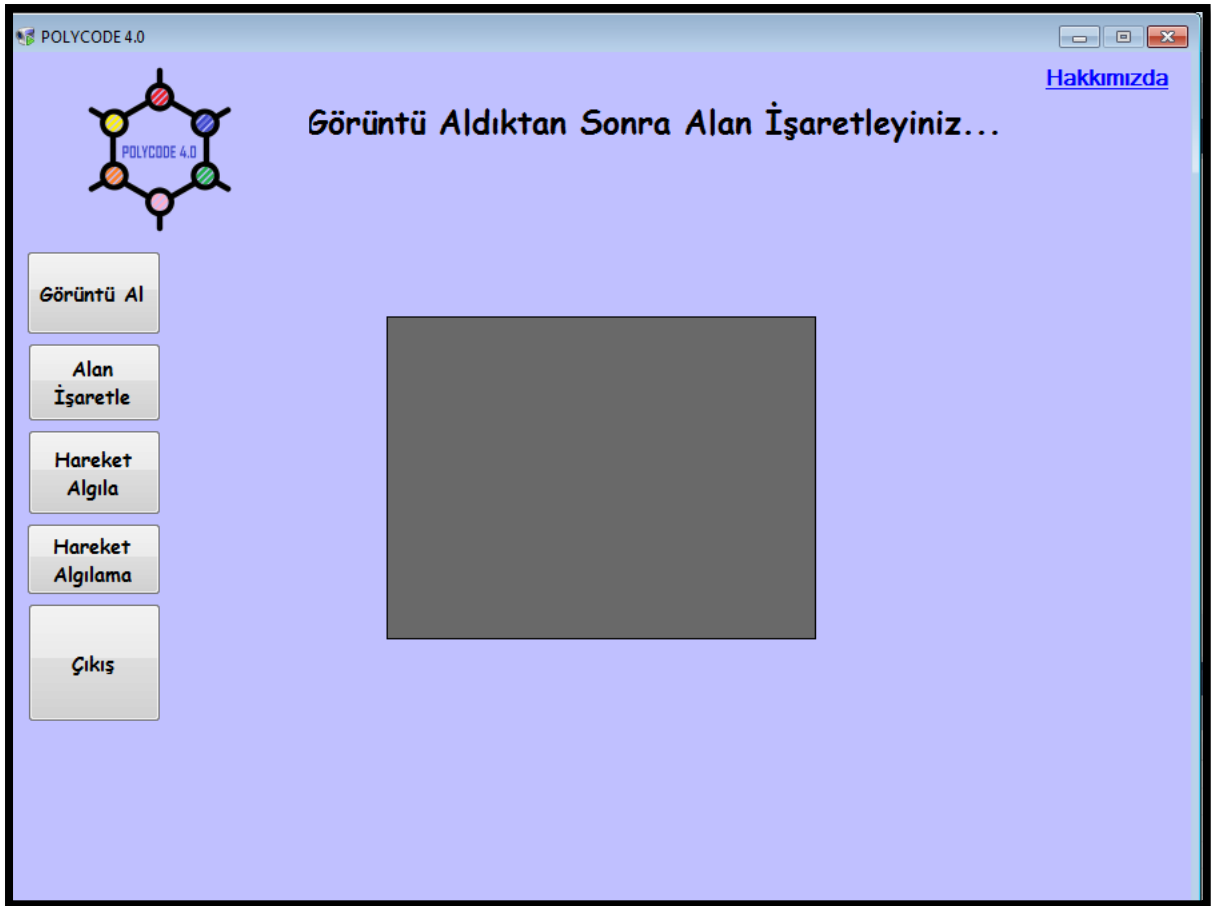 POLYCODE 4.0
Hakkımızda
Görüntü Aldıktan Sonra Alan İşaretleyiniz...
POLYCODE 4.0
Görüntü Al
Alan
İşaretle
Hareket
Algıla
Hareket
Algılama
Çıkış